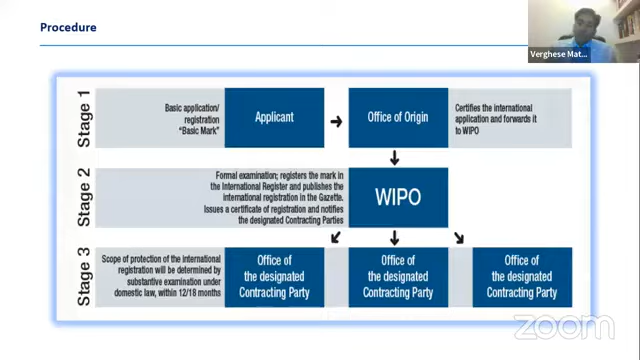 Procedure
Verghese Mat...
Stage 1
Basic application/
registration
"Basic Mark"
Applicant
Office of Origin
Certifies the international
application and forwards it
to WIPO
Stage 2
Formal examination; registers the mark in
the International Register and publishes the
international registration in the Gazette.
Issues a certificate of registration and notifies
the designated Contracting Parties
WIPO
Stage 3
Scope of protection of the international
registration will be determined by
substantive examination under
domestic law, within 12/18 months
Office of
the designated
Contracting Party
Office of
the designated
Contracting Party
Office of
the designated
Contracting Party
zoom